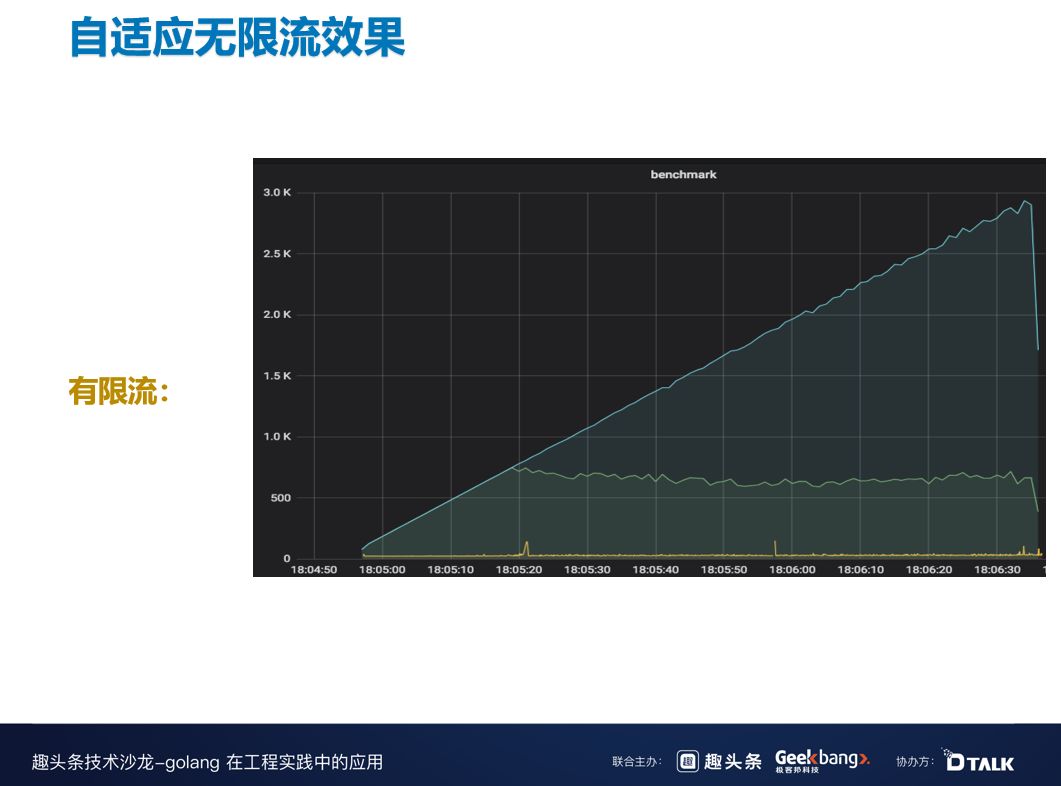 自适应无限流效果
benchmark
3.0 K
2.5 K
2.0 K
1.5 K
1.0 K
500
0
18:04:50 18:05:00 18:05:10 18:05:20 18:05:30 18:05:40 18:05:50 18:06:00 18:06:10 18:06:20 18:06:30 1
有限流：
趣头条技术沙龙-golang 在工程实践中的应用
联合主办： 趣 趣头条 Geekbang>. 极客邦科技 协办方： DTALK